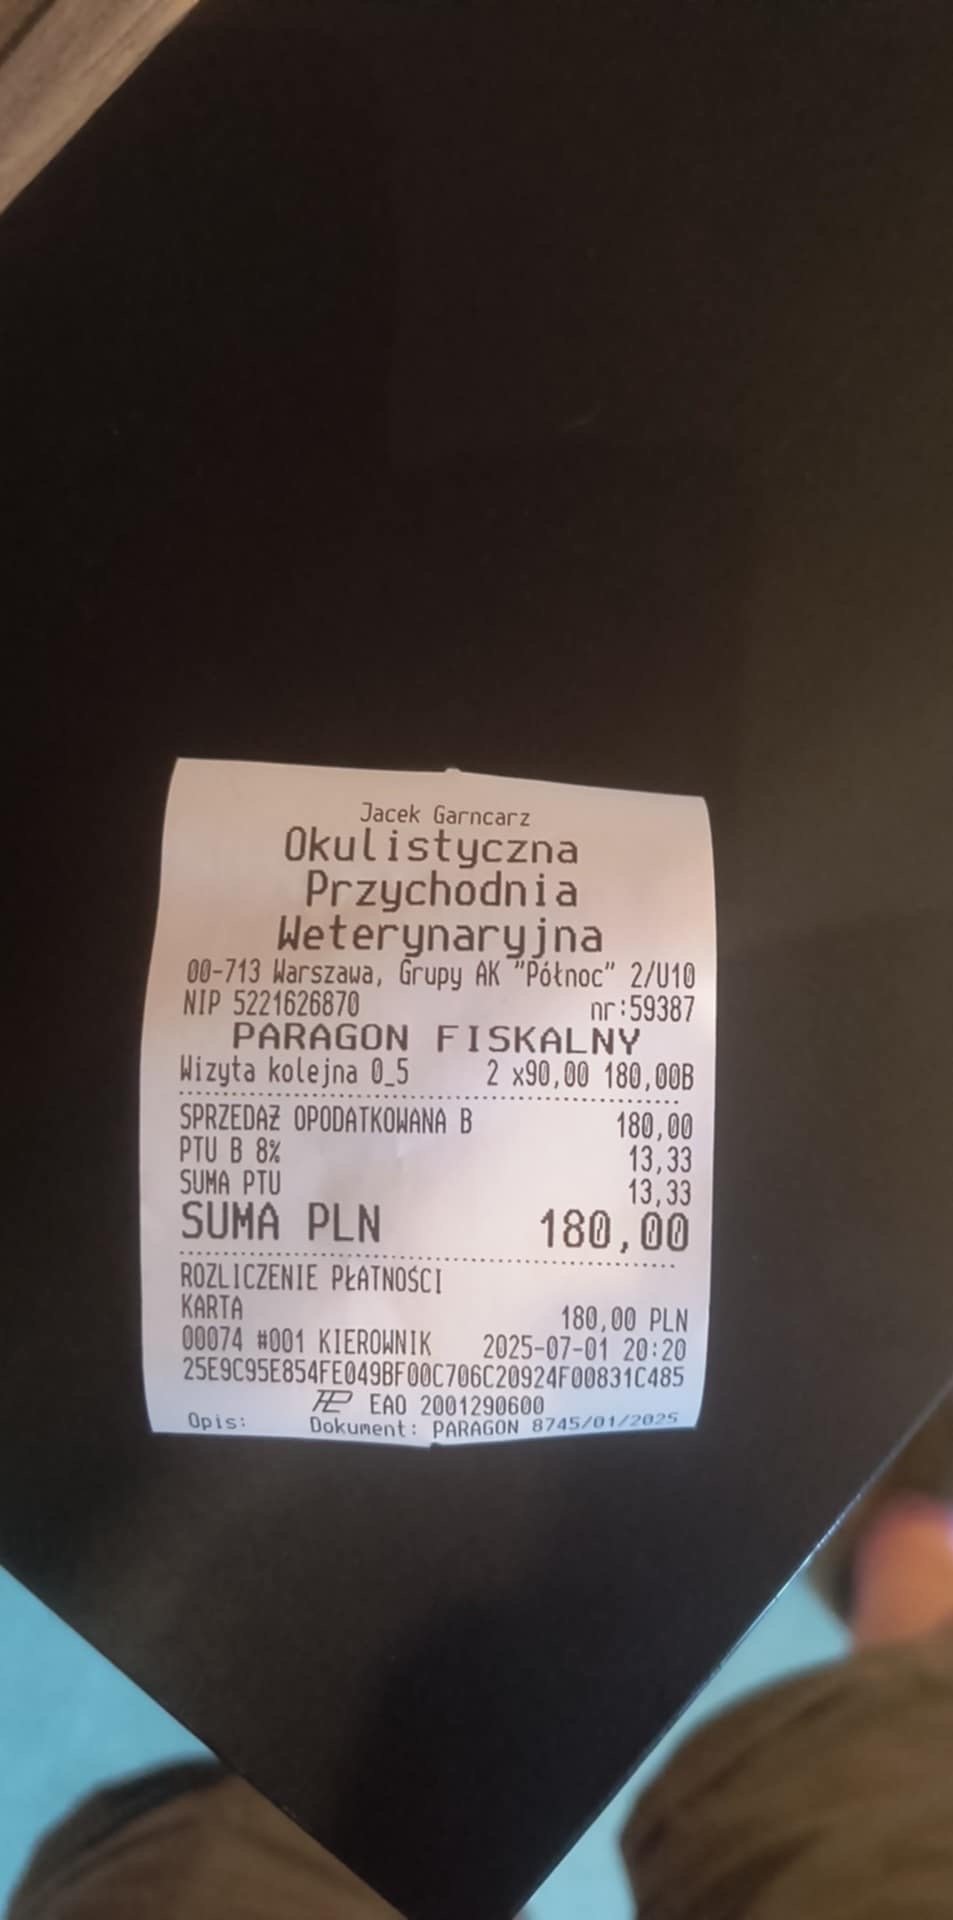 Jacek Garncarz
Okulistyczna
Przychodnia
Weterynaryjna
00-713 Warszawa, Grupy AK "Północ" 2/U10
NIP 5221626870 nr:59387
PARAGON FISKALNY
Wizyta kolejna 0_5 2 x90,00 180,00B
SPRZEDAŻ OPODATKOWANA B 180,00
PTU B 8% 13,33
SUMA PTU 13,33
SUMA PLN 180,00
ROZLICZENIE PŁATNOŚCI
KARTA 180,00 PLN
00074 #001 KIEROWNIK 2025-07-01 20:20
25E9C95E854FE049BF00C706C20924F00831C485
EAO 2001290600
Opis: Dokument: PARAGON 8745/01/2025